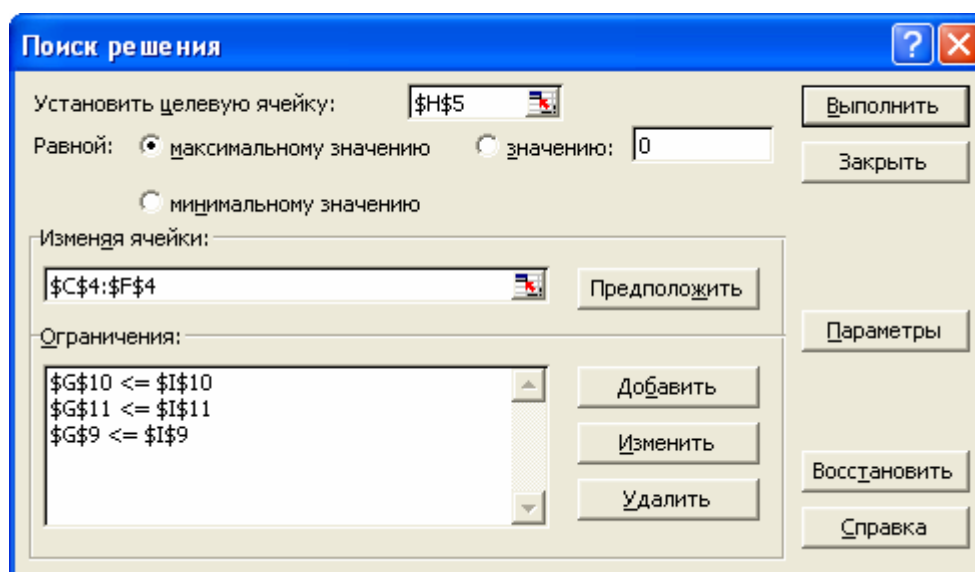 Поиск решения
Установить целевую ячейку: $H$5 Выполнить
Равной: максимальному значению значению: 0 Закрыть
минимальному значению
Изменяя ячейки:
$C$4:$F$4 Предположить
Ограничения: Параметры
$G$10 <= $I$10 Добавить
$G$11 <= $I$11
$G$9 <= $I$9 Изменить
Восстановить
Удалить
Справка